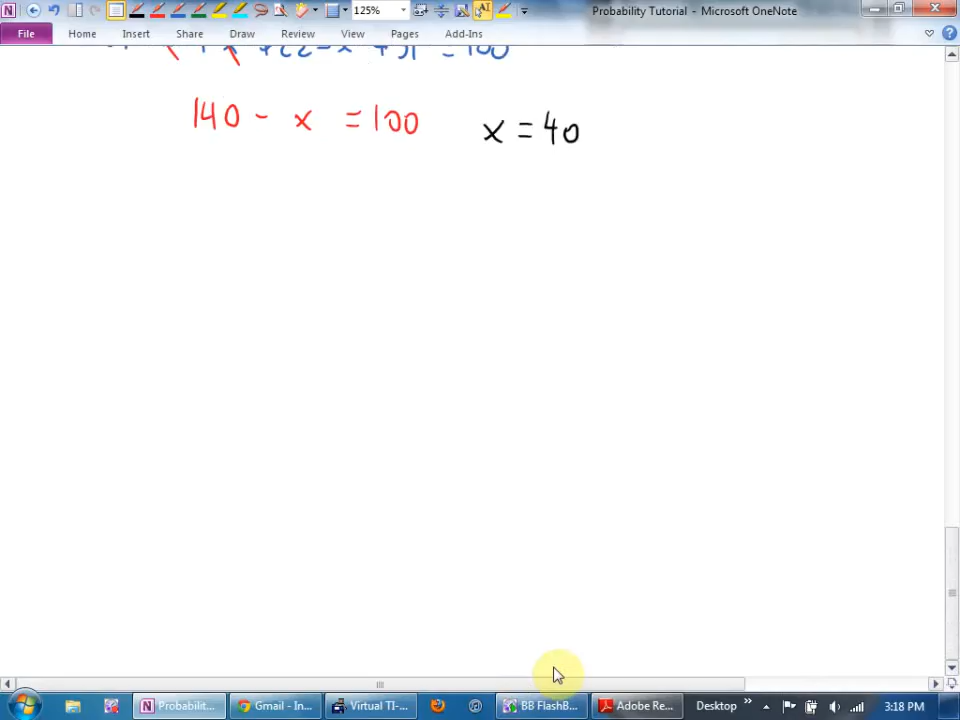 125%
Probability Tutorial - Microsoft OneNote
File Home Insert Share Draw Review View Pages Add-Ins
= 100
140 - x = 100 x = 40
Probabilit... Gmail - In... Virtual TI-... BB FlashB... Adobe Re... Desktop » 3:18 PM